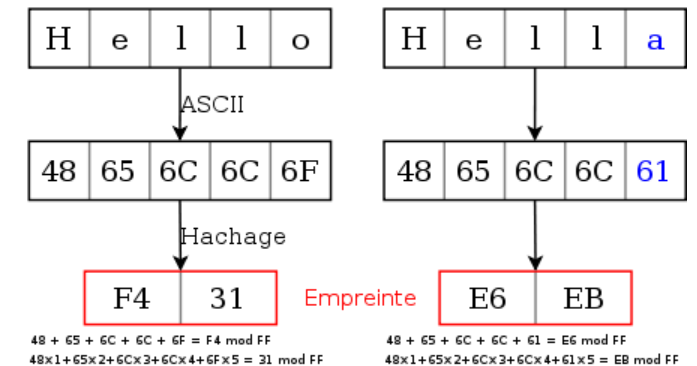 H e l l o
H e l l a
ASCII
48 65 6C 6C 6F
48 65 6C 6C 61
Hachage
F4 31
Empreinte
E6 EB
48 + 65 + 6C + 6C + 6F = F4 mod FF
48x1+65x2+6Cx3+6Cx4+6Fx5 = 31 mod FF
48 + 65 + 6C + 6C + 61 = E6 mod FF
48x1+65x2+6Cx3+6Cx4+61x5 = EB mod FF